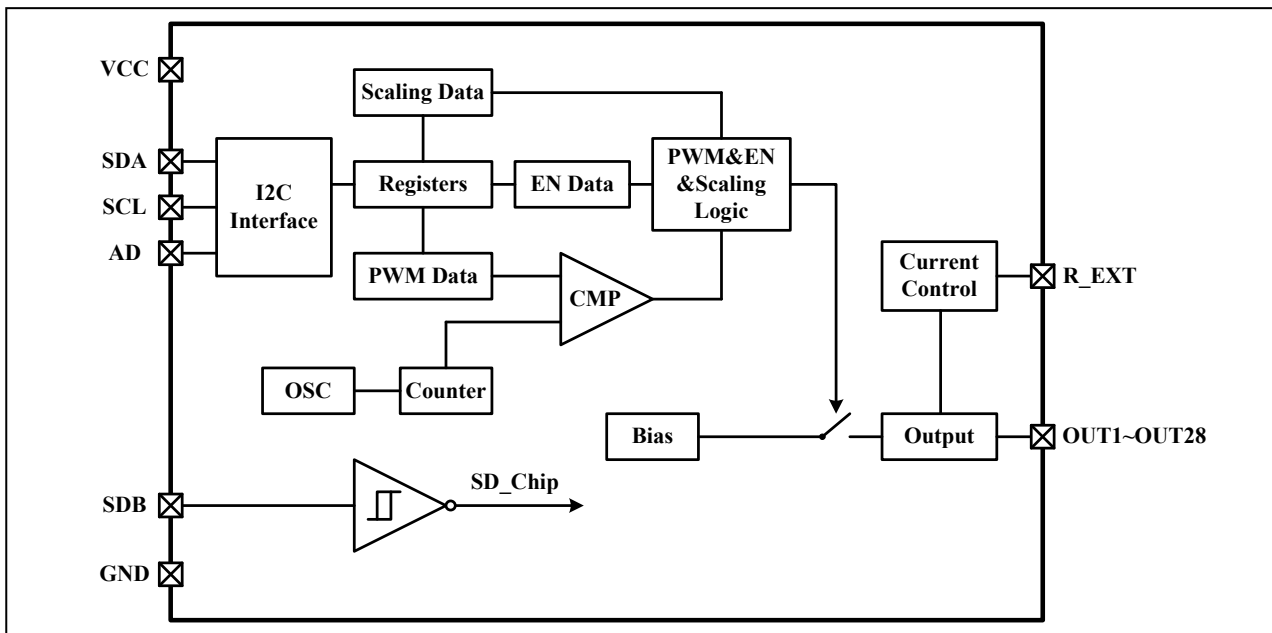 VCC
Scaling Data
SDA
I2C
Interface
Registers
EN Data
PWM&EN
&Scaling
Logic
SCL
AD
PWM Data
CMP
Current
Control
R_EXT
OSC
Counter
Bias
Output
OUT1~OUT28
SDB
SD_Chip
GND